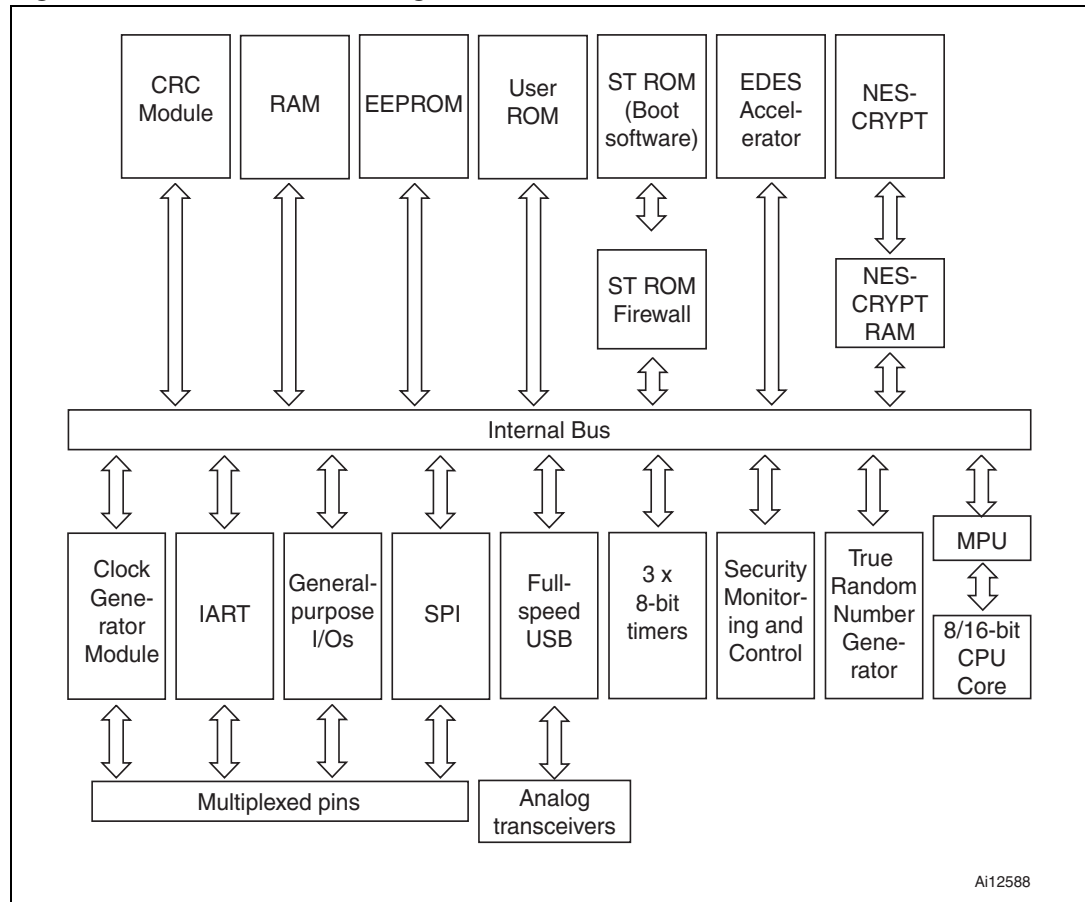 CRC
Module
RAM
EEPROM
User
ROM
ST ROM
(Boot
software)
EDES
Accel-
erator
NES-
CRYPT
ST ROM
Firewall
NES-
CRYPT
RAM
Internal Bus
Clock
Gene-
rator
Module
IART
General-
purpose
I/Os
SPI
Full-
speed
USB
3 x
8-bit
timers
Security
Monitor-
ing and
Control
True
Random
Number
Gene-
rator
MPU
8/16-bit
CPU
Core
Multiplexed pins
Analog
transceivers
Ai12588